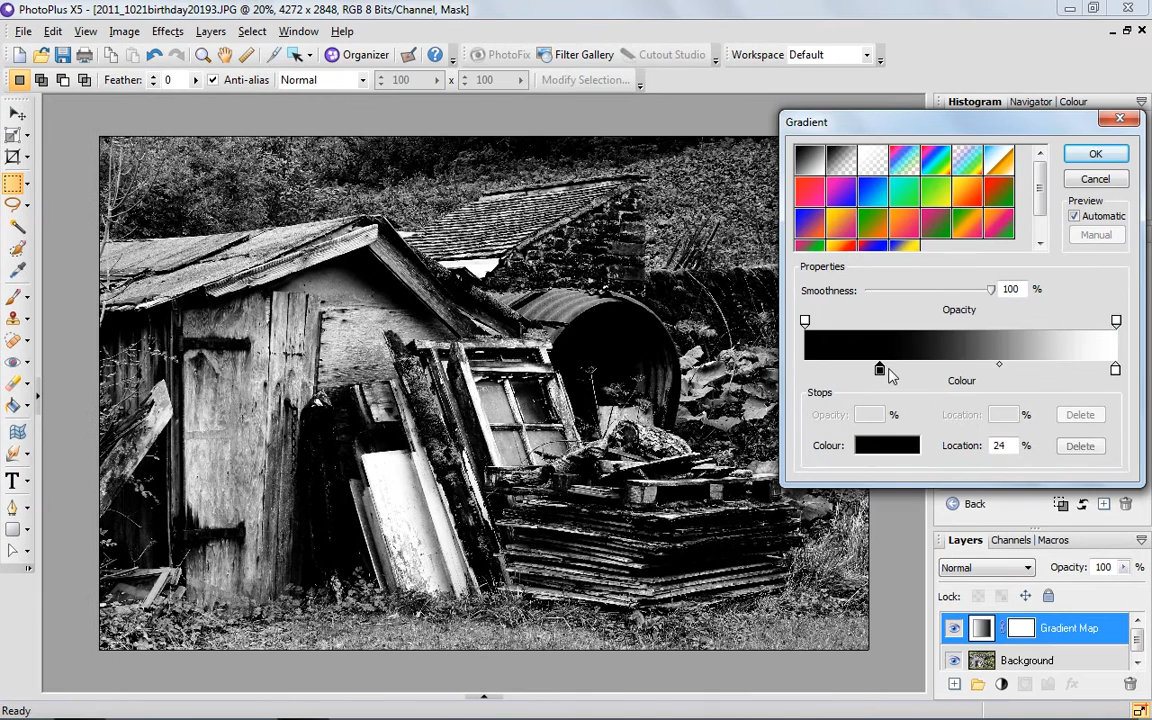 PhotoPlus X5 - [2011_1021birthday20193.JPG @ 20%, 4272 x 2848, RGB 8 Bits/Channel, Mask]
File Edit View Image Effects Layers Select Window Help
Organizer ? PhotoFix Filter Gallery Cutout Studio Workspace Default
Feather: 0 Anti-alias Normal 100 x 100 Modify Selection...
Histogram Navigator Colour
Gradient
OK
Cancel
Preview
Automatic
Manual
Properties
Smoothness: 100 %
Opacity
Colour
Stops
Opacity: % Location: % Delete
Colour: Location: 24 % Delete
Back
Layers Channels Macros
Normal Opacity: 100 %
Lock:
Gradient Map
Background
T
fx
Ready